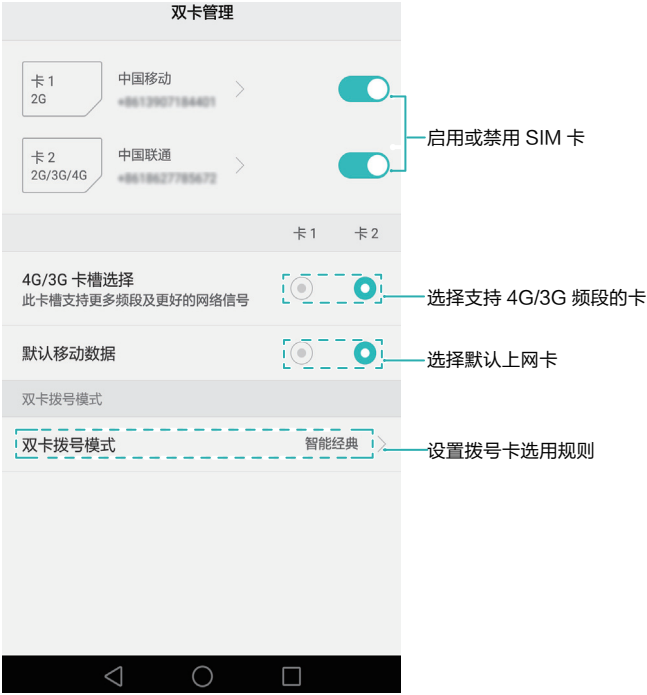 双卡管理
卡 1
2G
中国移动
卡 2
2G/3G/4G
中国联通
启用或禁用 SIM 卡
卡 1 卡 2
4G/3G 卡槽选择
此卡槽支持更多频段及更好的网络信号
选择支持 4G/3G 频段的卡
默认移动数据
选择默认上网卡
双卡拨号模式
双卡拨号模式 智能经典
设置拨号卡选用规则